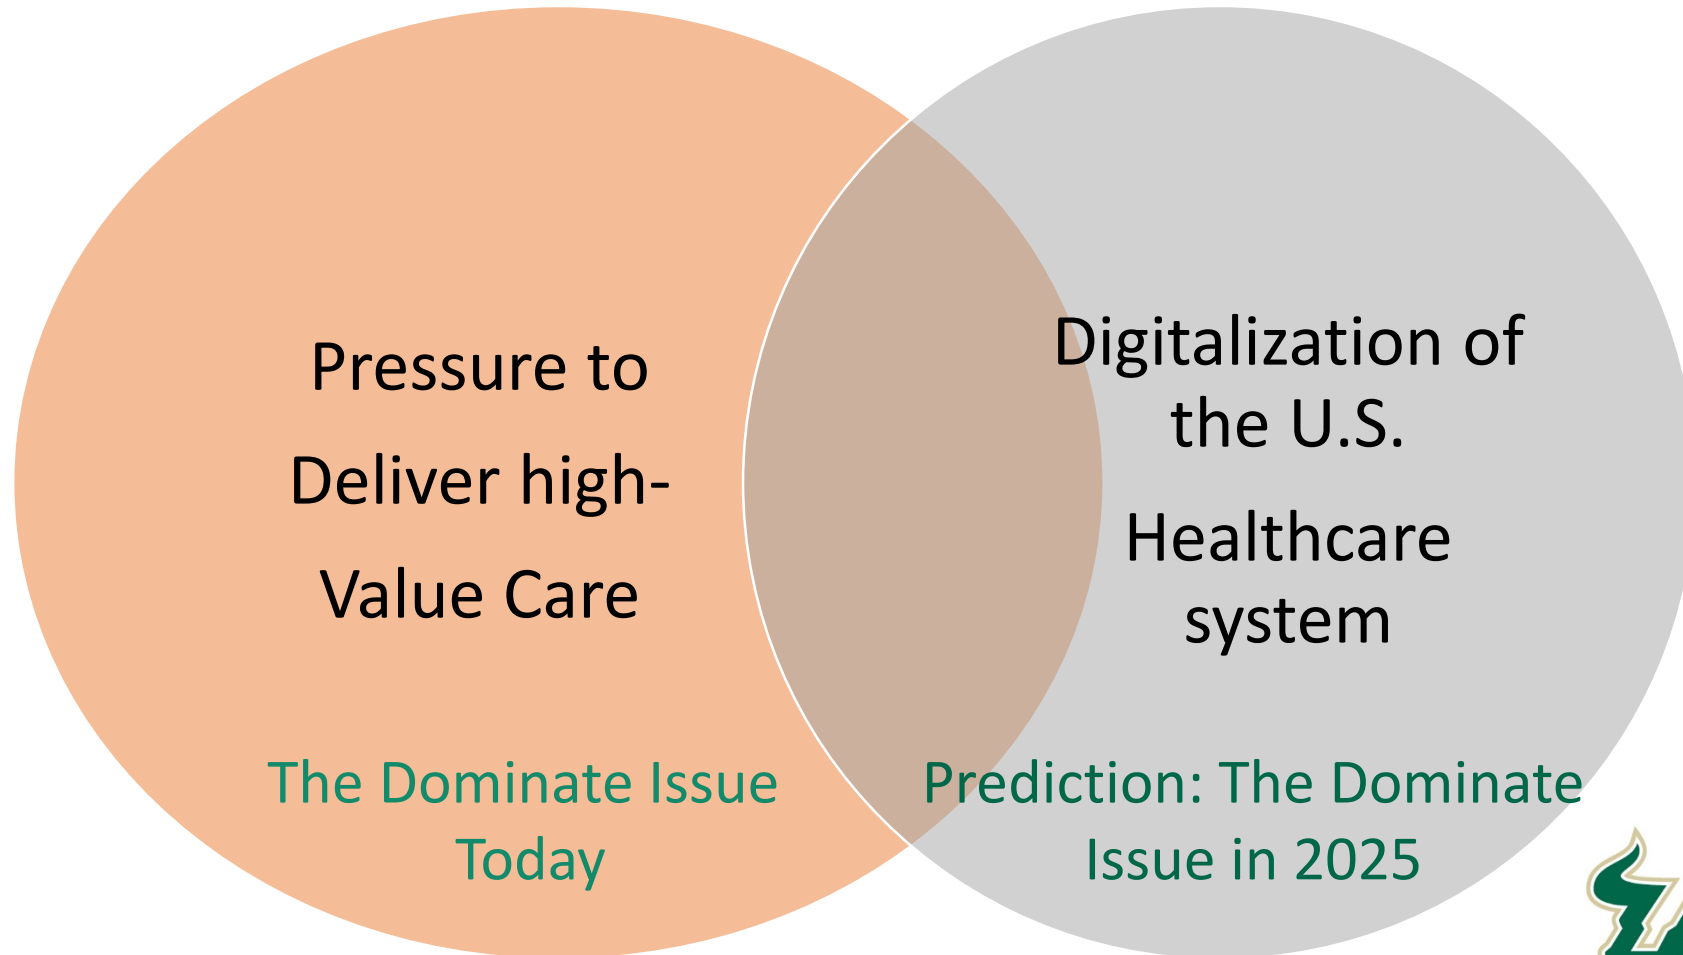 Pressure to
Deliver high-
Value Care
The Dominate Issue
Today
Digitalization of
the U.S.
Healthcare
system
Prediction: The Dominate
Issue in 2025